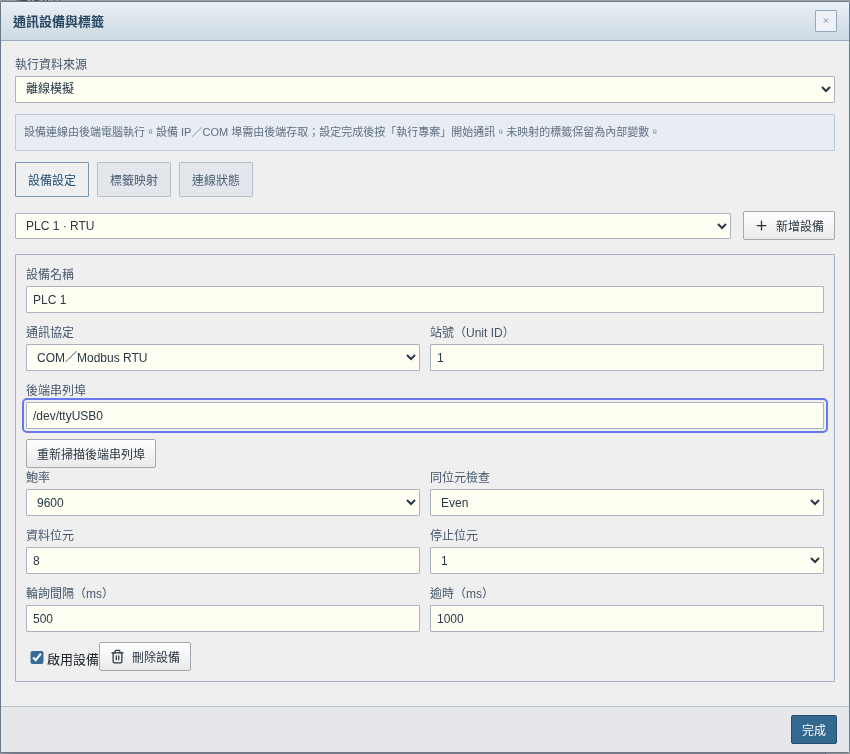 通訊設備與標籤
×
執行資料來源
離線模擬
設備連線由後端電腦執行。設備 IP／COM 埠需由後端存取；設定完成後按「執行專案」開始通訊。未映射的標籤保留為內部變數。
設備設定 標籤映射 連線狀態
PLC 1 · RTU
＋ 新增設備
設備名稱
PLC 1
通訊協定 站號（Unit ID）
COM／Modbus RTU 1
後端串列埠
/dev/ttyUSB0
重新掃描後端串列埠
鮑率 同位元檢查
9600 Even
資料位元 停止位元
8 1
輪詢間隔（ms） 逾時（ms）
500 1000
啟用設備 刪除設備
完成